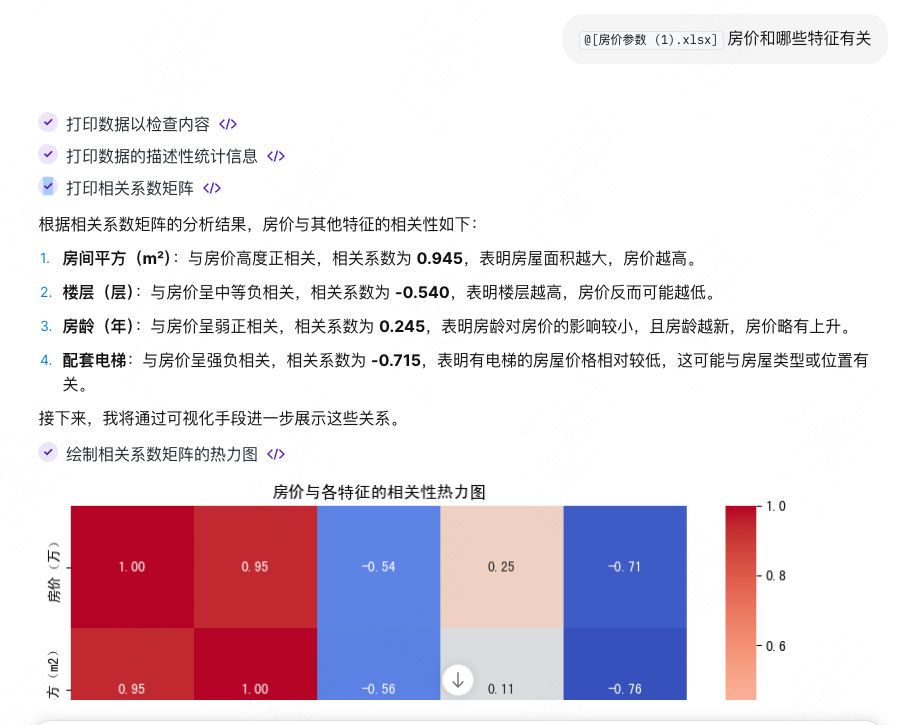 @[房价参数 (1).xlsx] 房价和哪些特征有关
打印数据以检查内容 </>
打印数据的描述性统计信息 </>
打印相关系数矩阵 </>
根据相关系数矩阵的分析结果，房价与其他特征的相关性如下：
1. 房间平方（m²）：与房价高度正相关，相关系数为 0.945，表明房屋面积越大，房价越高。
2. 楼层（层）：与房价呈中等负相关，相关系数为 -0.540，表明楼层越高，房价反而可能越低。
3. 房龄（年）：与房价呈弱正相关，相关系数为 0.245，表明房龄对房价的影响较小，且房龄越新，房价略有上升。
4. 配套电梯：与房价呈强负相关，相关系数为 -0.715，表明有电梯的房屋价格相对较低，这可能与房屋类型或位置有
关。
接下来，我将通过可视化手段进一步展示这些关系。
绘制相关系数矩阵的热力图 </>
房价与各特征的相关性热力图
房价（万）
1.00 0.95 -0.54 0.25 -0.71
方（m2）
0.95 1.00 -0.56 0.11 -0.76
1.0
0.8
0.6